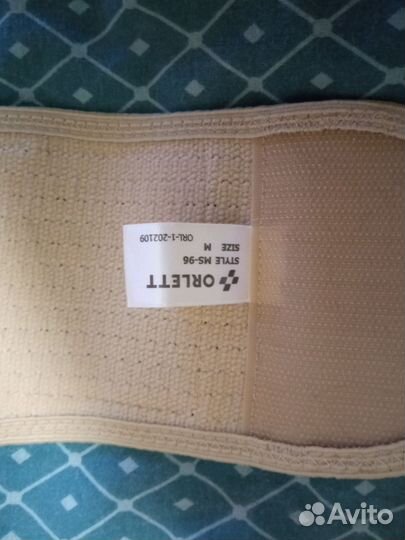 ORLETT
STYLE MS-96
SIZE M
ORL-1-202109
Avito